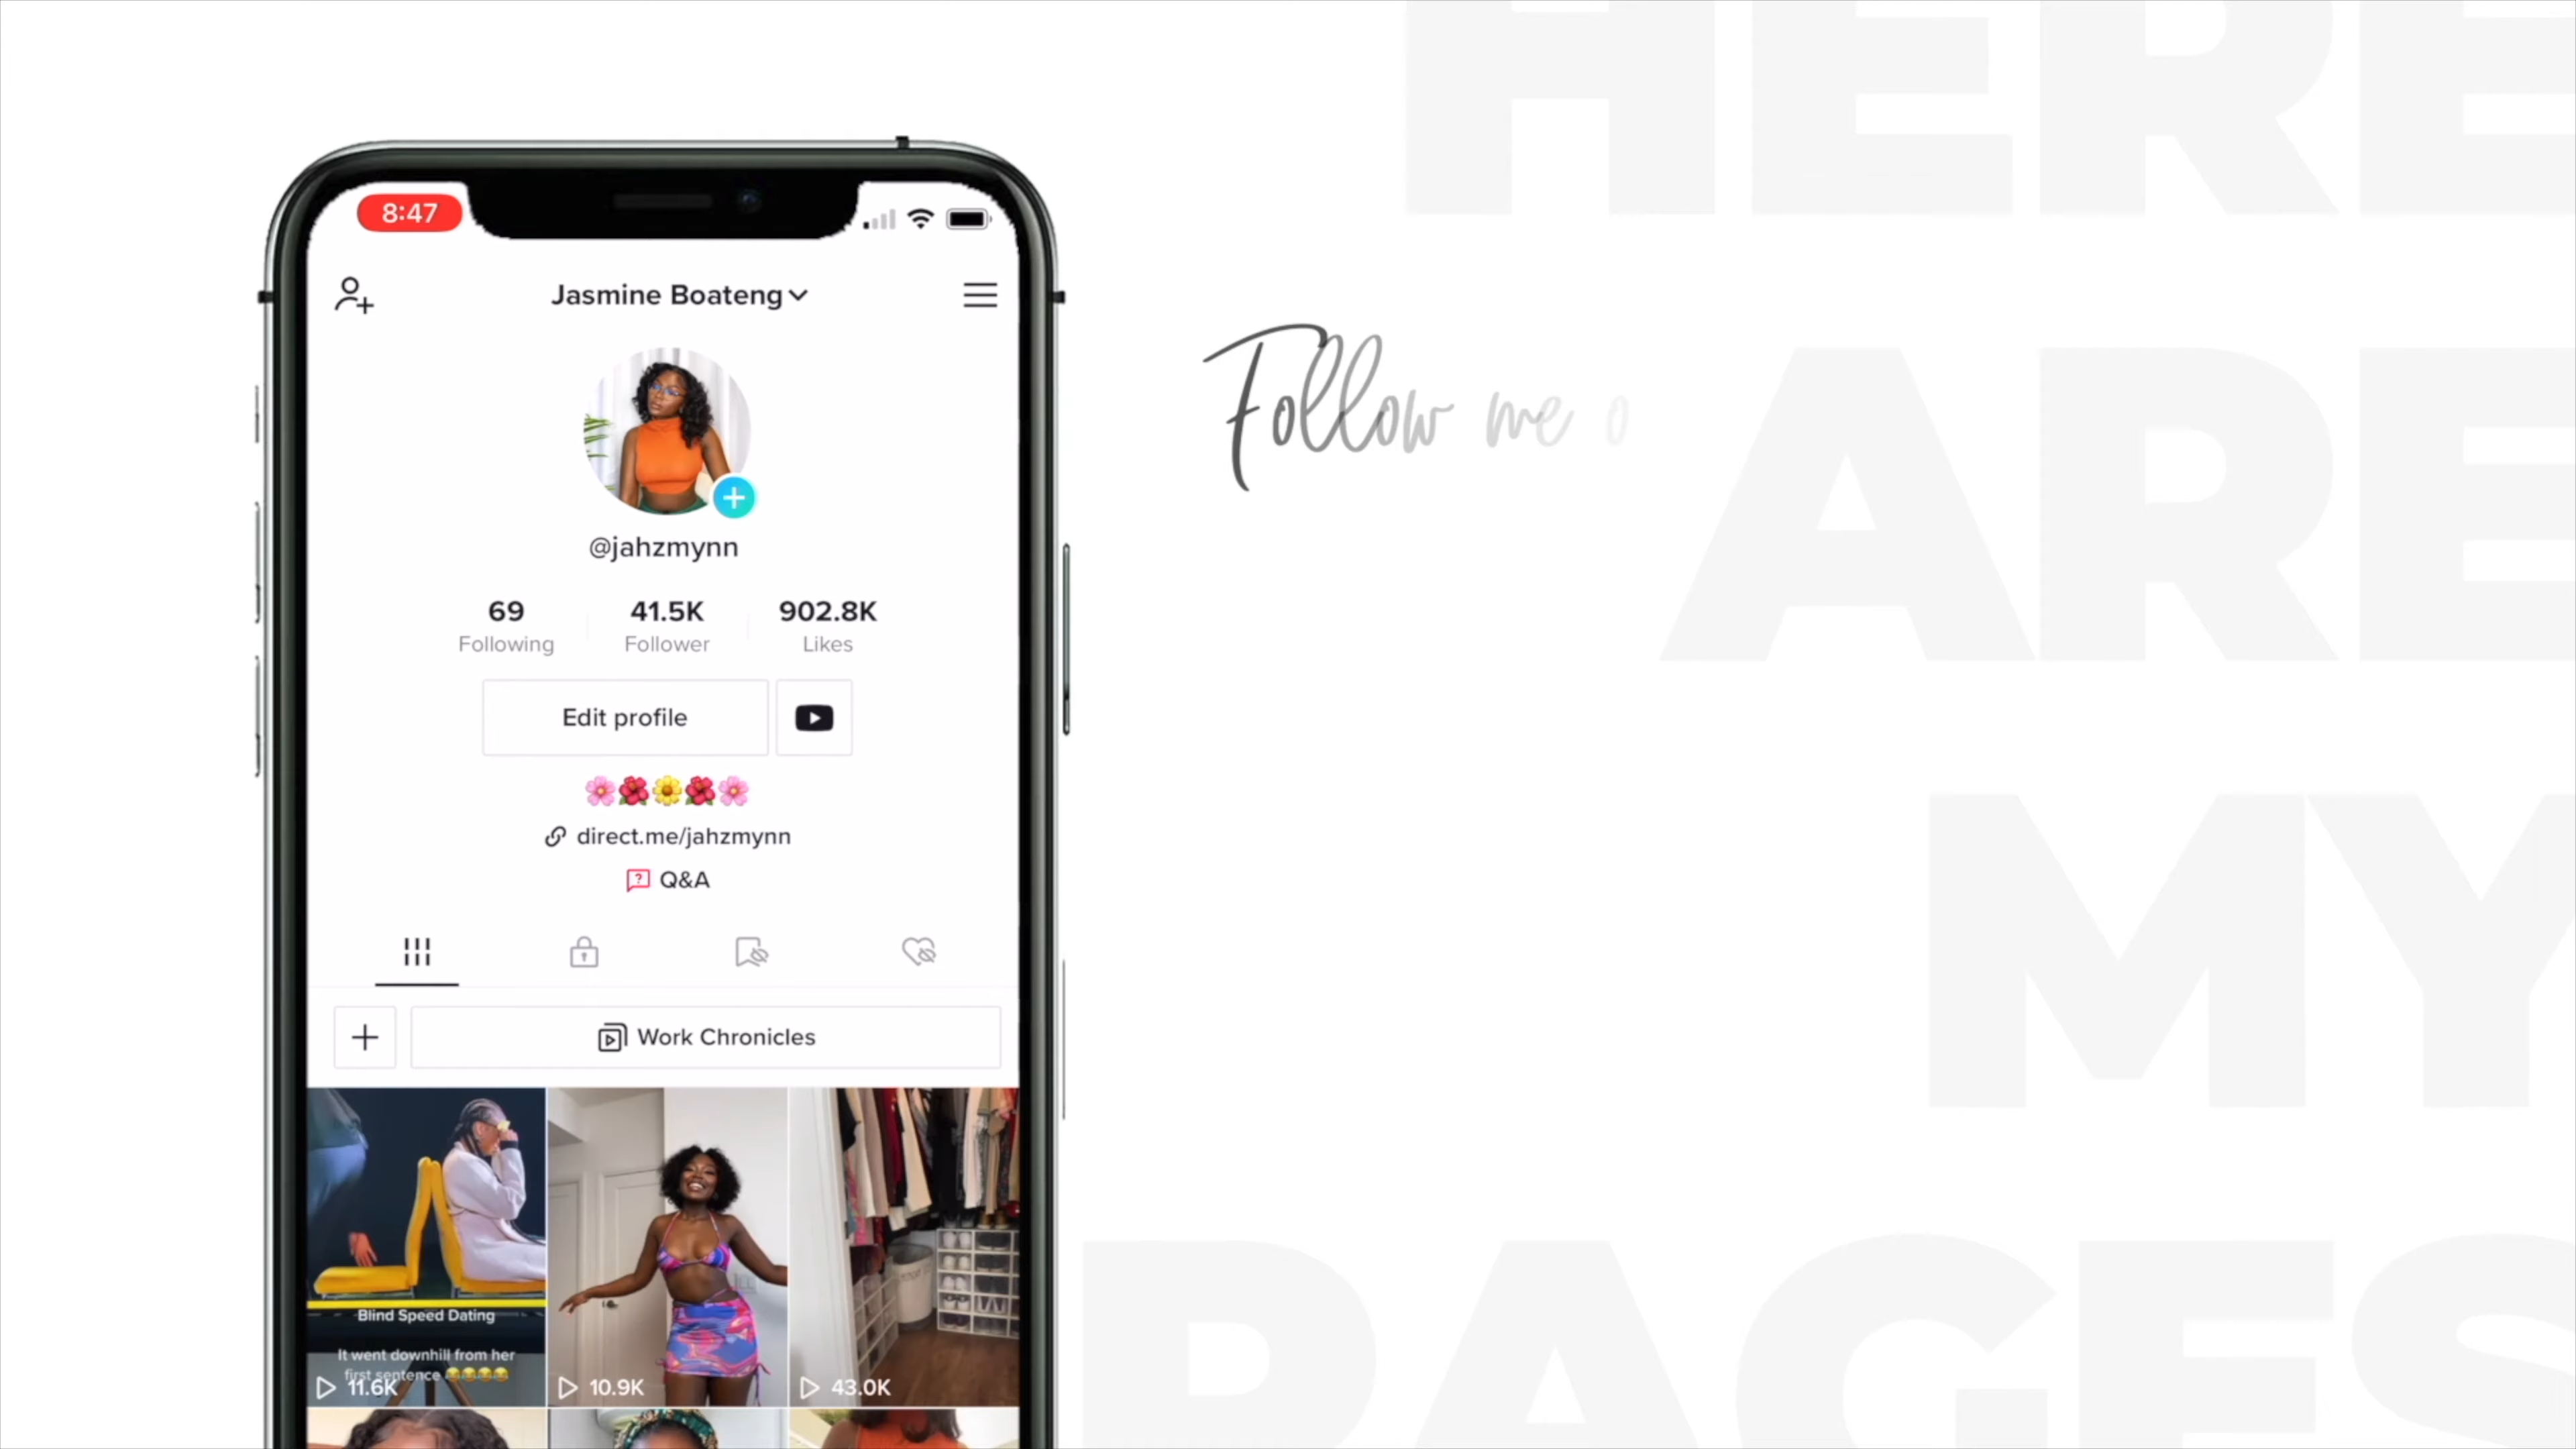 HERE
ARE
MY
PAGES
Follow me o
8:47
Jasmine Boateng
@jahzmynn
69 41.5K 902.8K
Following Follower Likes
Edit profile
direct.me/jahzmynn
Q&A
Work Chronicles
Blind Speed Dating
It went downhill from her
first sentence 😂😂😂😂
11.6K 10.9K 43.0K